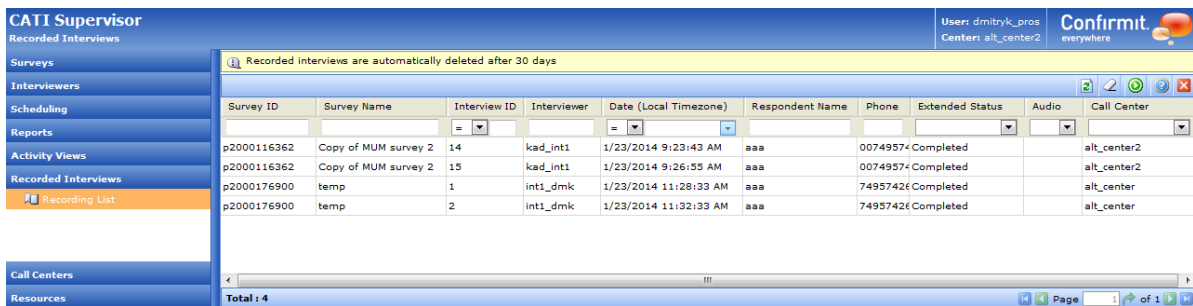 CATI Supervisor
Recorded Interviews
User: dmitryk_pros
Center: alt_center2
Confirmit.
everywhere
Surveys
Interviewers
Scheduling
Reports
Activity Views
Recorded Interviews
Recording List
Call Centers
Resources
Recorded interviews are automatically deleted after 30 days
Survey ID Survey Name Interview ID Interviewer Date (Local Timezone) Respondent Name Phone Extended Status Audio Call Center
= =
p2000116362 Copy of MUM survey 2 14 kad_int1 1/23/2014 9:23:43 AM aaa 00749574 Completed alt_center2
p2000116362 Copy of MUM survey 2 15 kad_int1 1/23/2014 9:26:55 AM aaa 00749574 Completed alt_center2
p2000176900 temp 1 int1_dmk 1/23/2014 11:28:33 AM aaa 74957426 Completed alt_center
p2000176900 temp 2 int1_dmk 1/23/2014 11:32:33 AM aaa 74957426 Completed alt_center
Total : 4 Page 1 of 1